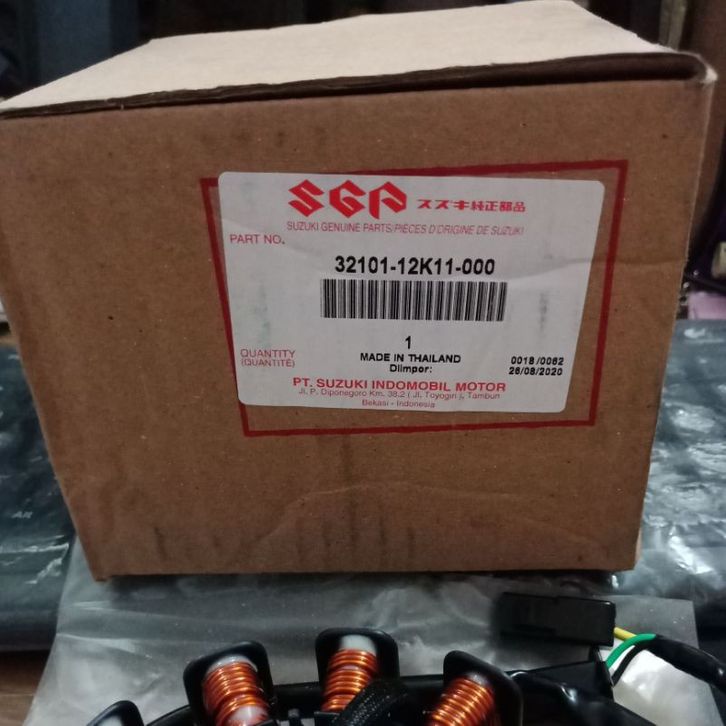 SGP スズキ純正部品
SUZUKI GENUINE PARTS/PIÈCES D'ORIGINE DE SUZUKI
PART NO.
32101-12K11-000
1
QUANTITY
(QUANTITÉ)
MADE IN THAILAND
DIimpor:
0018 /0062
26/08/2020
PT. SUZUKI INDOMOBIL MOTOR
Jl. P. Diponegoro Km. 38.2 ( Jl. Toyogiri ), Tambun
Bekasi - Indonesia